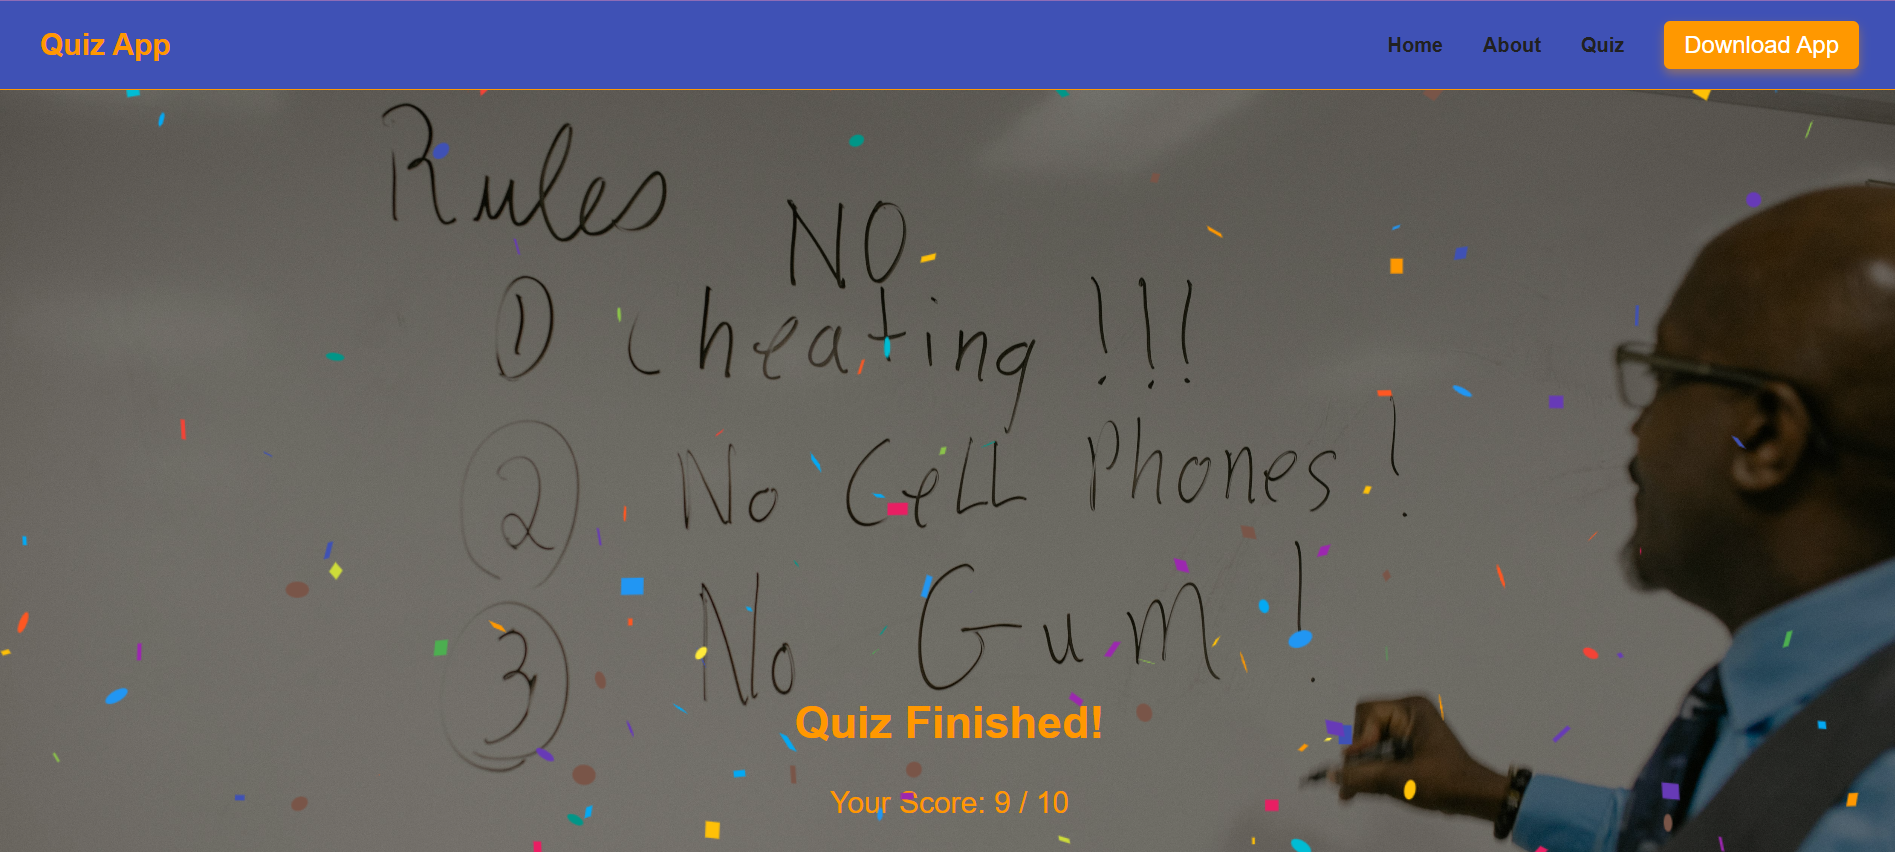 Quiz App
Home About Quiz Download App
Rules
NO
1 Cheating !!!
2 No Cell Phones!
3 No Gum!
Quiz Finished!
Your Score: 9 / 10